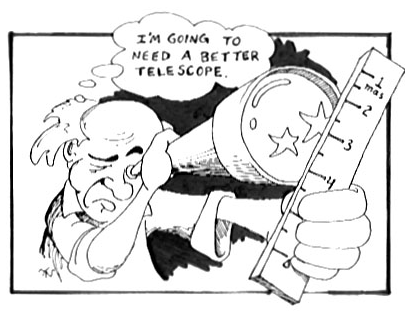 I'M GOING TO
NEED A BETTER
TELESCOPE.
1
mas
2
3
4